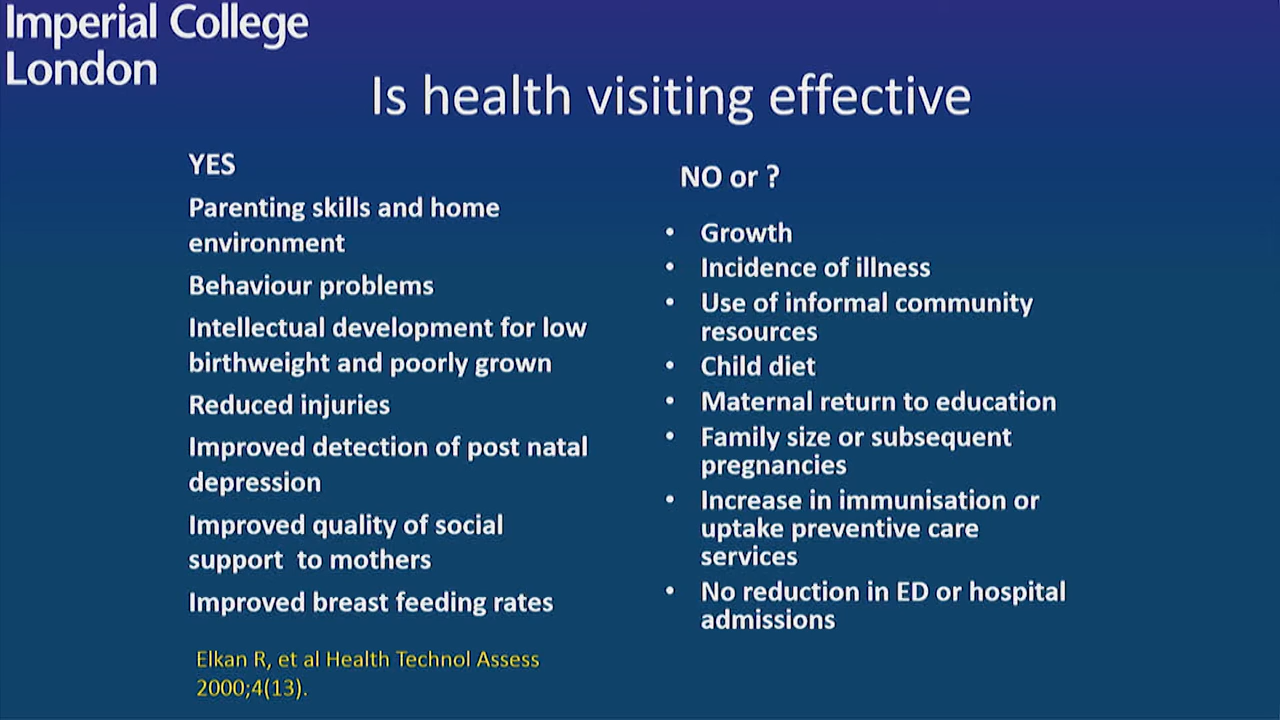 Imperial College
London
Is health visiting effective
YES
Parenting skills and home
environment
Behaviour problems
Intellectual development for low
birthweight and poorly grown
Reduced injuries
Improved detection of post natal
depression
Improved quality of social
support to mothers
Improved breast feeding rates
Elkan R, et al Health Technol Assess
2000;4(13).
NO or ?
• Growth
• Incidence of illness
• Use of informal community
resources
• Child diet
• Maternal return to education
• Family size or subsequent
pregnancies
• Increase in immunisation or
uptake preventive care
services
• No reduction in ED or hospital
admissions